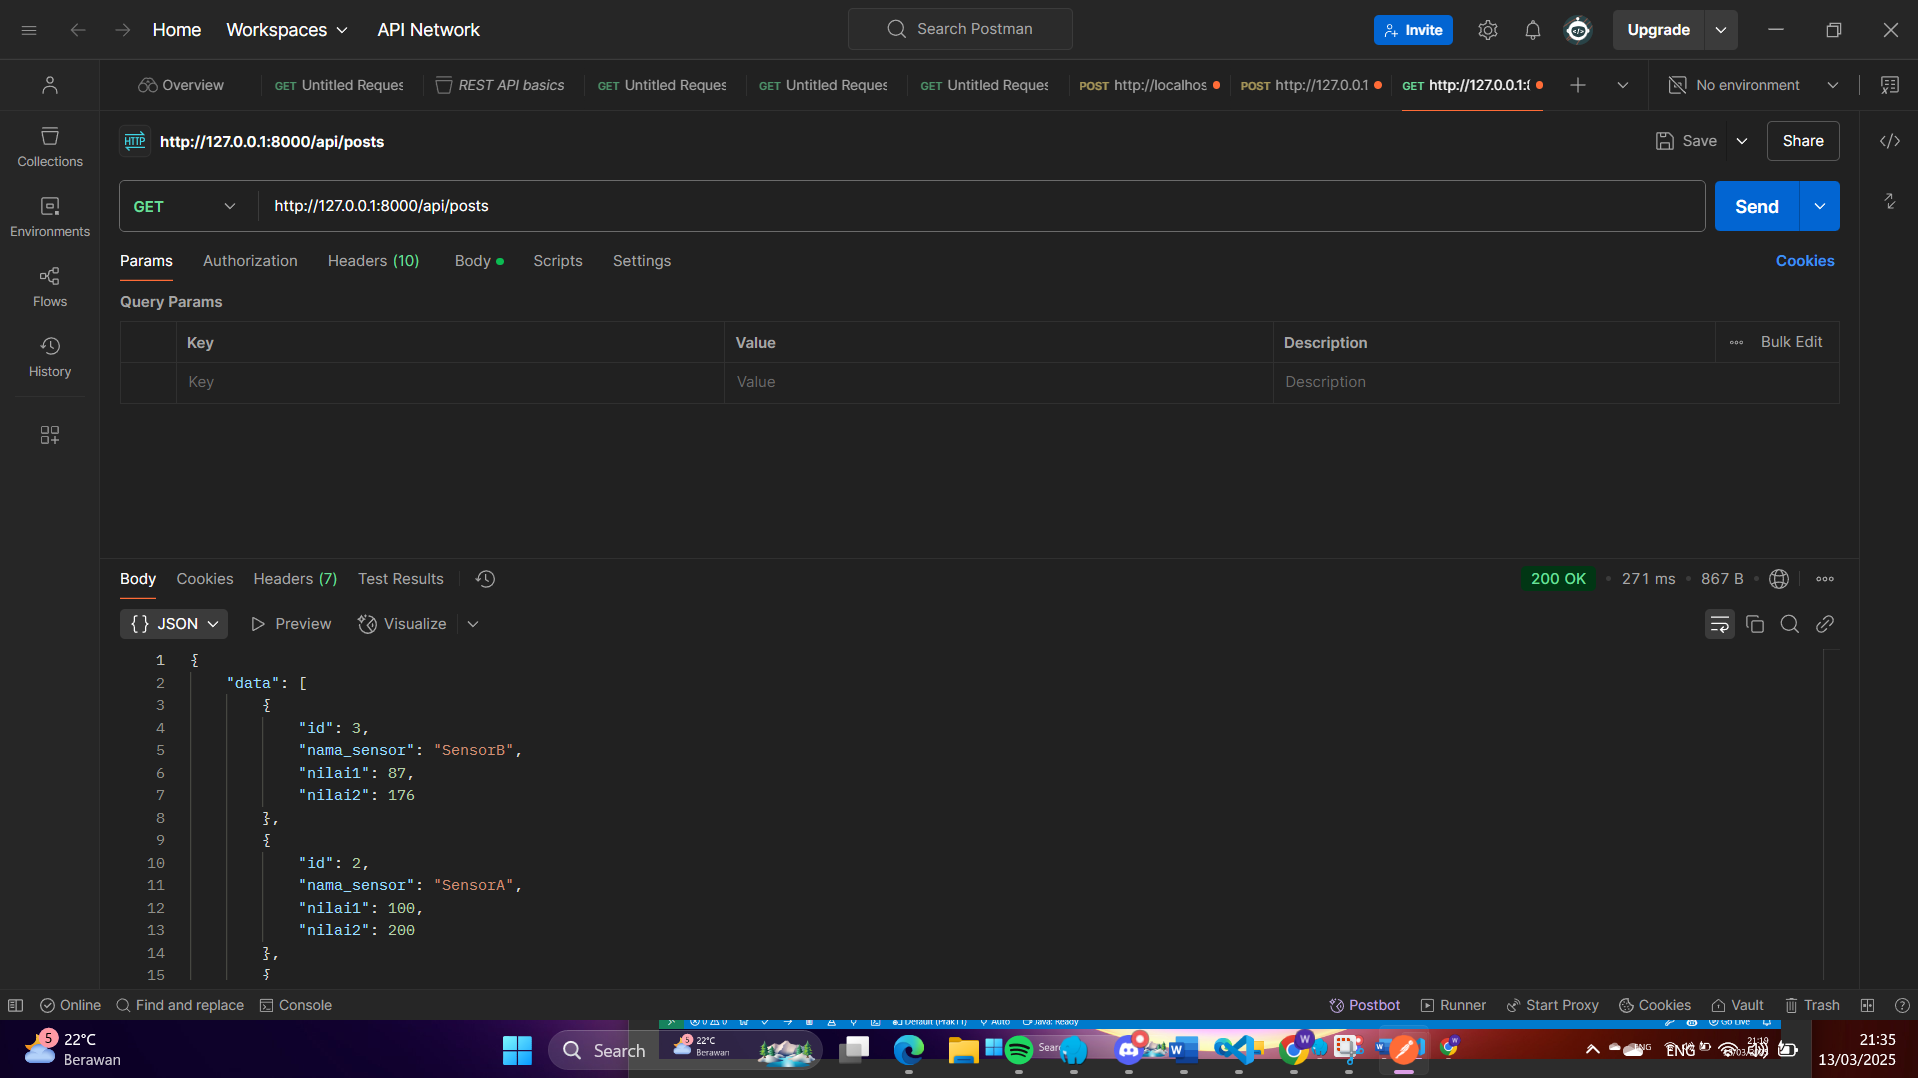 Home Workspaces API Network Search Postman Invite Upgrade
Overview GET Untitled Reques REST API basics GET Untitled Reques GET Untitled Reques GET Untitled Reques POST http://localhos POST http://127.0.0.1 GET http://127.0.0.1:8 No environment
HTTP http://127.0.0.1:8000/api/posts Save Share
Collections
Environments
Flows
History
GET http://127.0.0.1:8000/api/posts Send
Params Authorization Headers (10) Body Scripts Settings Cookies
Query Params
Key Value Description Bulk Edit
Key Value Description
Body Cookies Headers (7) Test Results 200 OK 271 ms 867 B
{ } JSON Preview Visualize
1 {
2 "data": [
3 {
4 "id": 3,
5 "nama_sensor": "SensorB",
6 "nilai1": 87,
7 "nilai2": 176
8 },
9 {
10 "id": 2,
11 "nama_sensor": "SensorA",
12 "nilai1": 100,
13 "nilai2": 200
14 },
15 {
Online Find and replace Console Postbot Runner Start Proxy Cookies Vault Trash
5 22°C
Berawan
Search
22°C
Berawan
ENG
21:35
13/03/2025